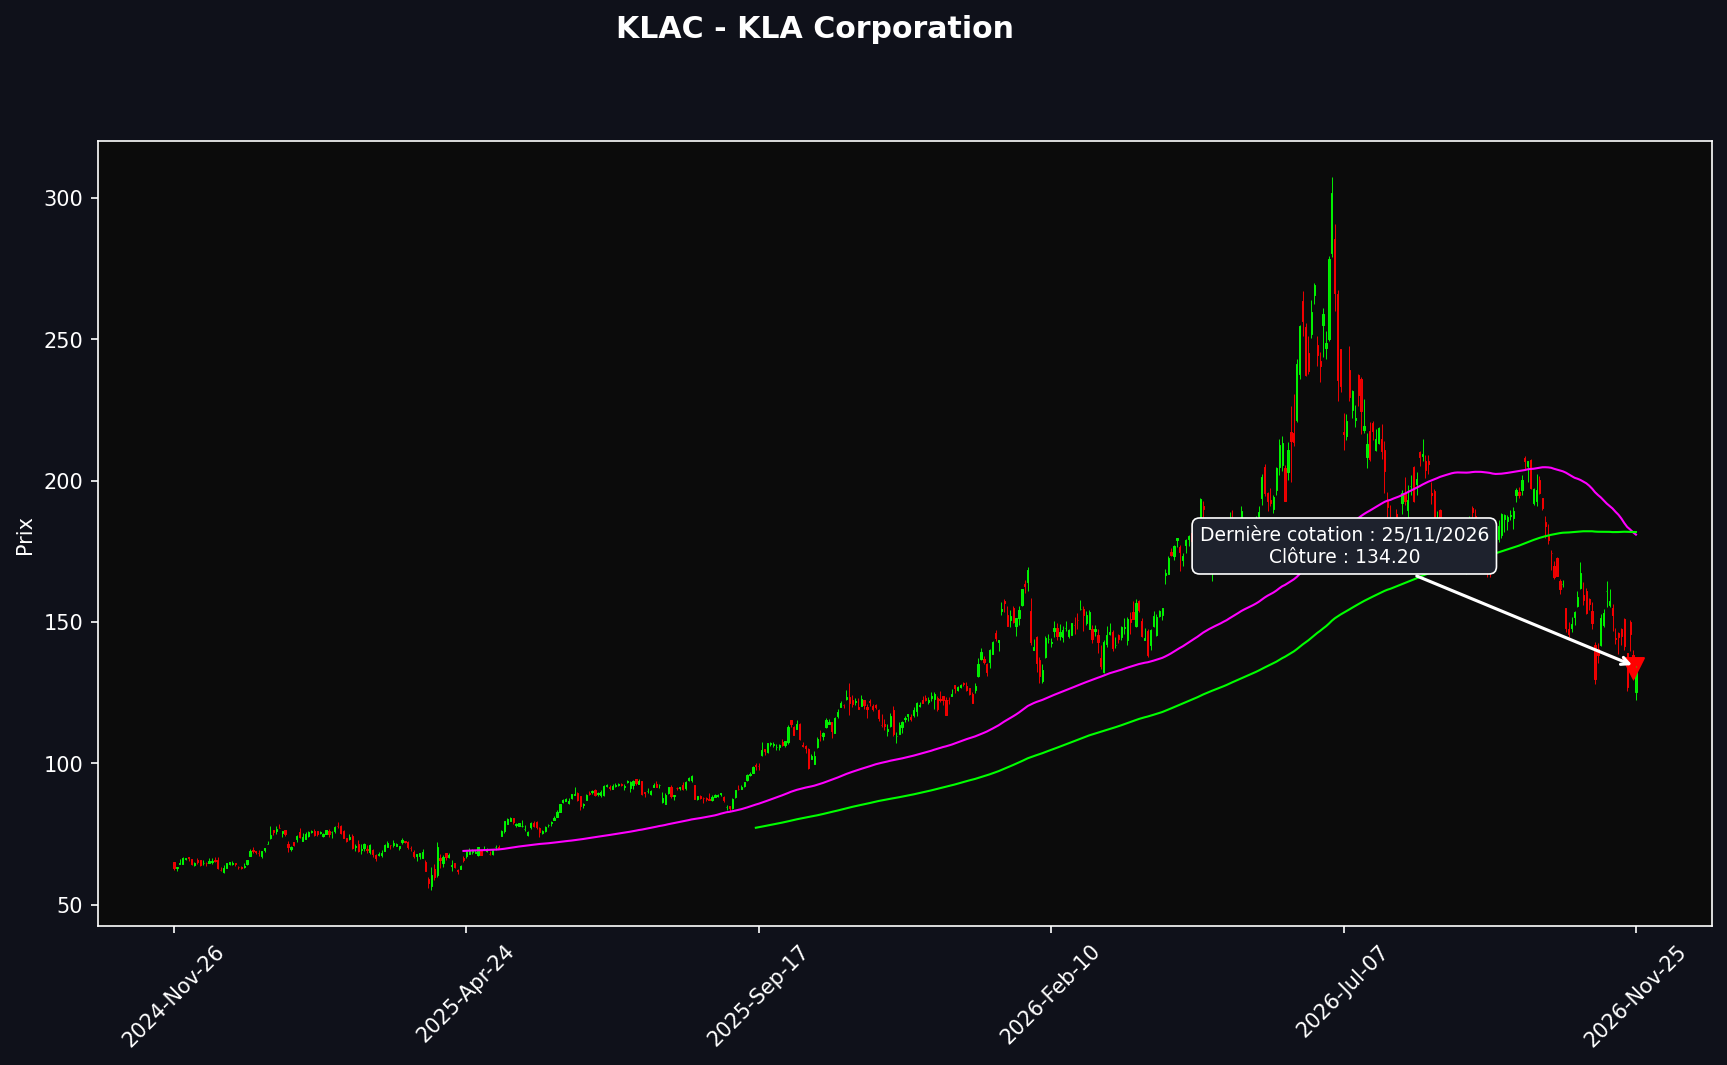 KLAC - KLA Corporation
Prix
300
250
200
150
100
50
Dernière cotation : 25/11/2026
Clôture : 134.20
2024-Nov-26
2025-Apr-24
2025-Sep-17
2026-Feb-10
2026-Jul-07
2026-Nov-25